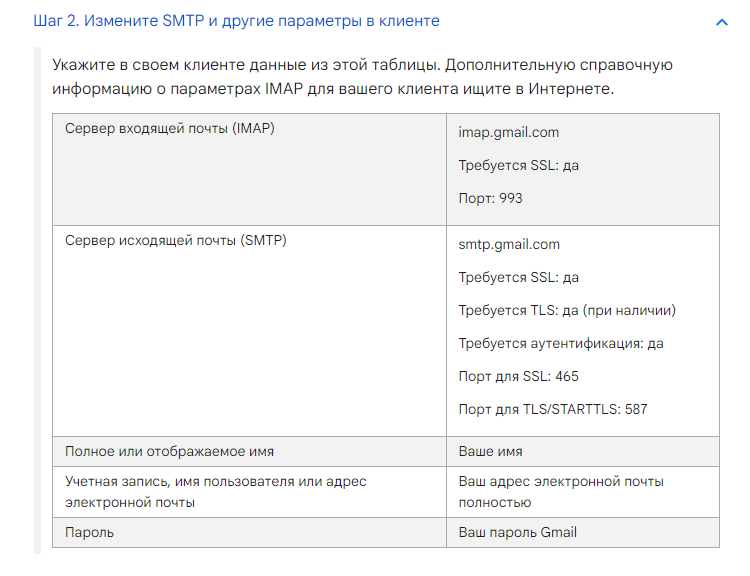 Шаг 2. Измените SMTP и другие параметры в клиенте
Укажите в своем клиенте данные из этой таблицы. Дополнительную справочную
информацию о параметрах IMAP для вашего клиента ищите в Интернете.
Сервер входящей почты (IMAP)
imap.gmail.com
Требуется SSL: да
Порт: 993
Сервер исходящей почты (SMTP)
smtp.gmail.com
Требуется SSL: да
Требуется TLS: да (при наличии)
Требуется аутентификация: да
Порт для SSL: 465
Порт для TLS/STARTTLS: 587
Полное или отображаемое имя
Ваше имя
Учетная запись, имя пользователя или адрес
электронной почты
Ваш адрес электронной почты
полностью
Пароль
Ваш пароль Gmail